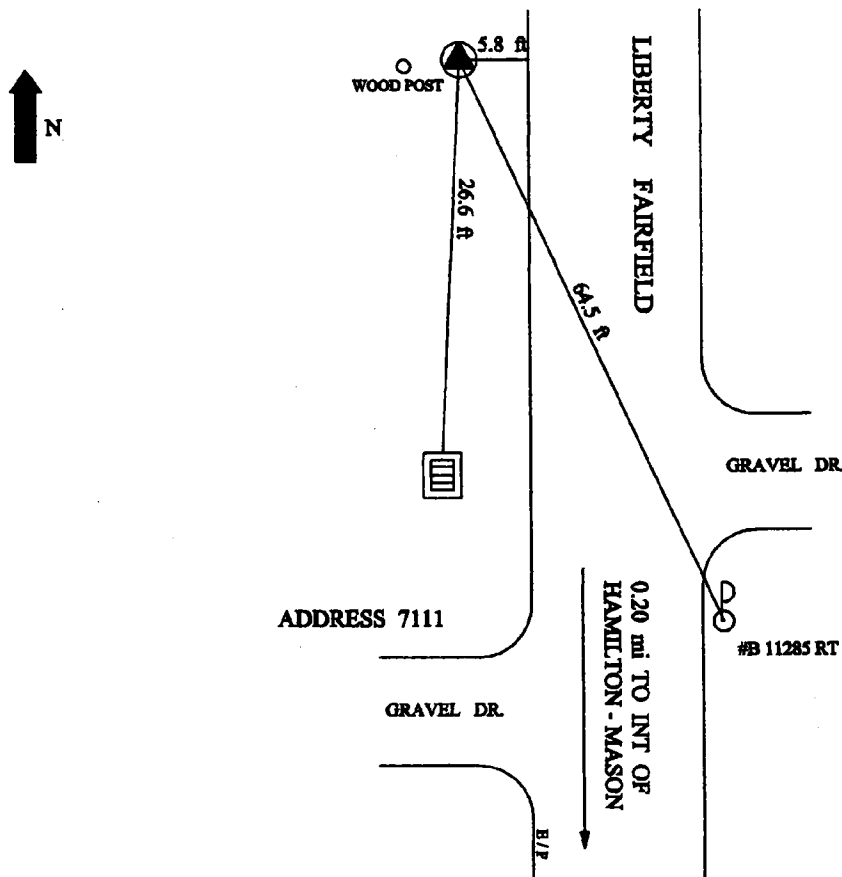 5.8 ft
WOOD POST
N
LIBERTY FAIRFIELD
26.6 ft
64.5 ft
GRAVEL DR.
ADDRESS 7111
0.20 mi TO INT OF
HAMILTON - MASON
#B 11285 RT
GRAVEL DR.
E/P